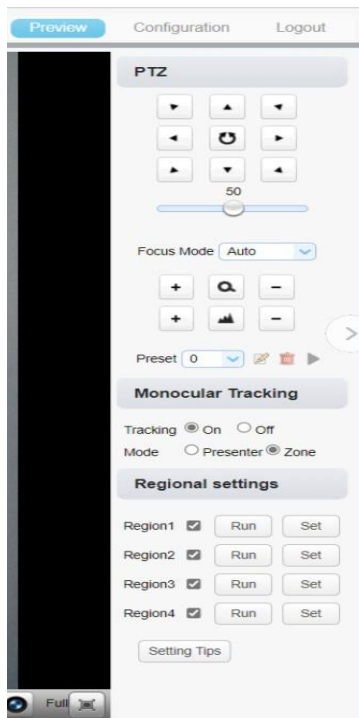 Preview Configuration Logout
PTZ
50
Focus Mode Auto
+ -
+ -
Preset 0
Monocular Tracking
Tracking On Off
Mode Presenter Zone
Regional settings
Region1 Run Set
Region2 Run Set
Region3 Run Set
Region4 Run Set
Setting Tips
Full